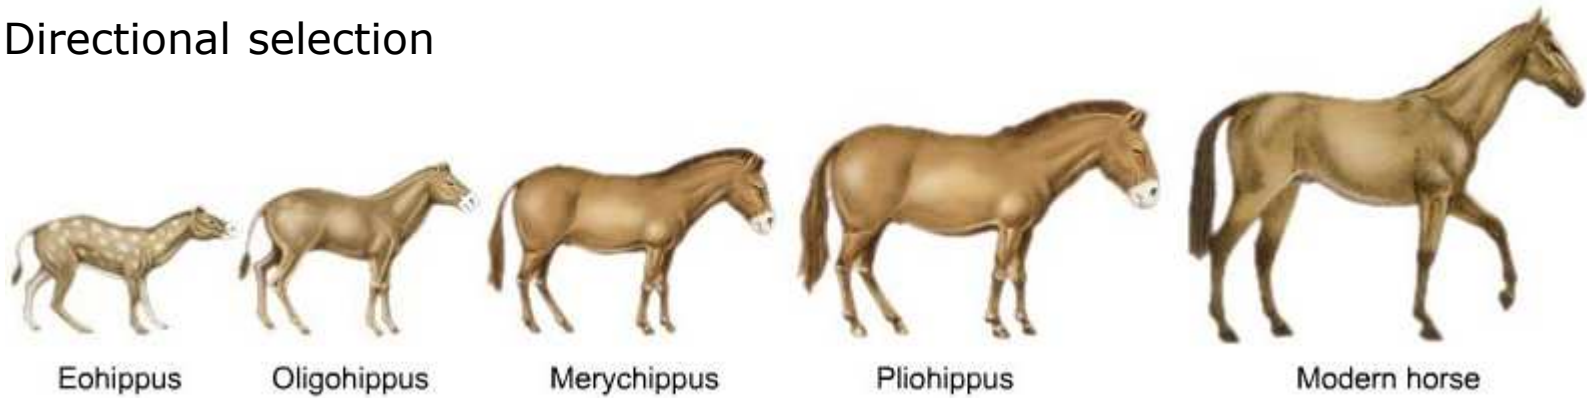 Directional selection
Eohippus
Oligohippus
Merychippus
Pliohippus
Modern horse